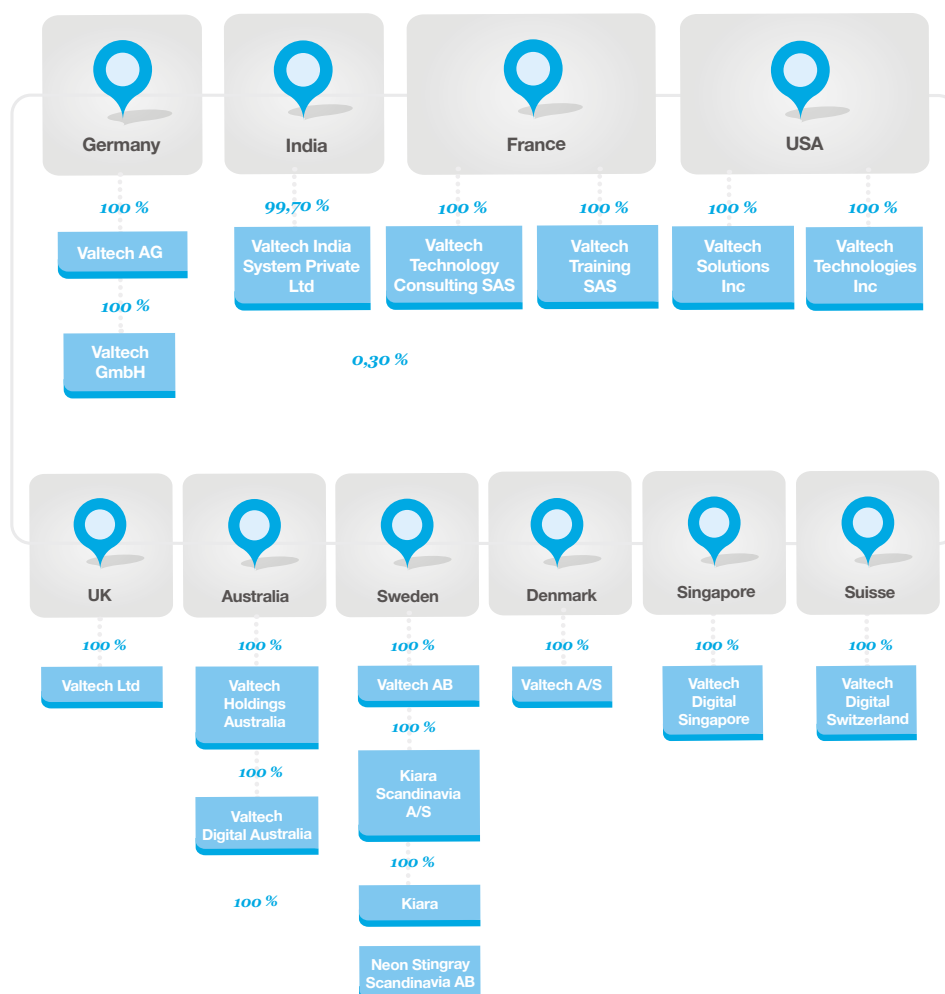 Germany
India
France
USA
100 %
99,70 %
100 %
100 %
100 %
100 %
Valtech AG
Valtech India
System Private
Ltd
Valtech
Technology
Consulting SAS
Valtech
Training
SAS
Valtech
Solutions
Inc
Valtech
Technologies
Inc
100 %
Valtech
GmbH
0,30 %
UK
Australia
Sweden
Denmark
Singapore
Suisse
100 %
100 %
100 %
100 %
100 %
100 %
Valtech Ltd
Valtech
Holdings
Australia
Valtech AB
Valtech A/S
Valtech
Digital
Singapore
Valtech
Digital
Switzerland
100 %
100 %
Valtech
Digital Australia
Kiara
Scandinavia
A/S
100 %
100 %
Kiara
Neon Stingray
Scandinavia AB